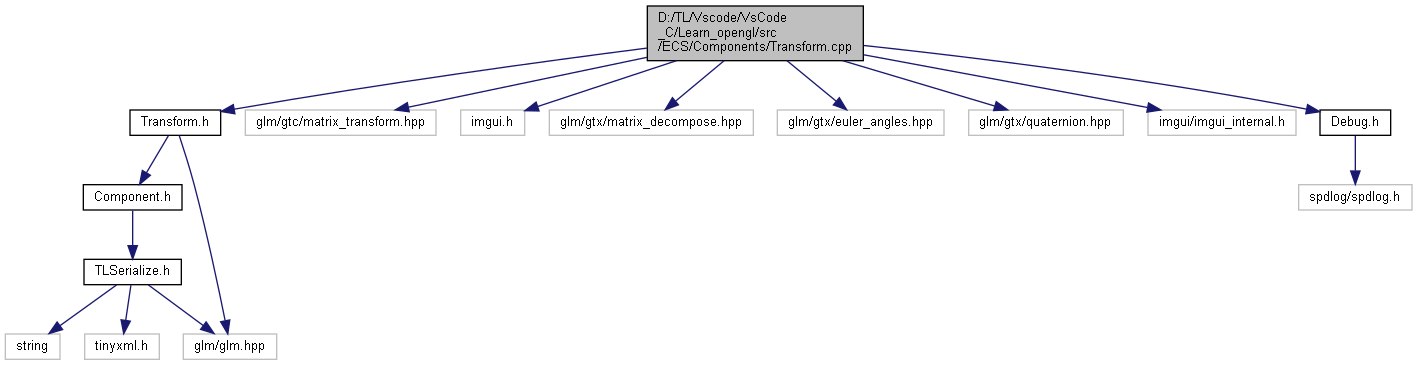 D:/TL/Vscode/VsCode
_C/Learn_opengl/src
/ECS/Components/Transform.cpp
Transform.h
glm/gtc/matrix_transform.hpp
imgui.h
glm/gtx/matrix_decompose.hpp
glm/gtx/euler_angles.hpp
glm/gtx/quaternion.hpp
imgui/imgui_internal.h
Debug.h
Component.h
spdlog/spdlog.h
TLSerialize.h
string
tinyxml.h
glm/glm.hpp